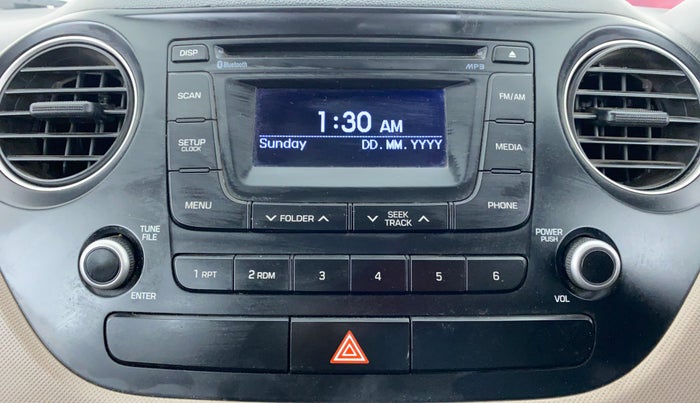 DISP
Bluetooth
MP3
SCAN
FM/AM
1:30 AM
Sunday DD.MM.YYYY
SETUP
CLOCK
MEDIA
MENU
FOLDER
SEEK
TRACK
PHONE
TUNE
FILE
POWER
PUSH
1 RPT
2 RDM
3
4
5
6
ENTER
VOL